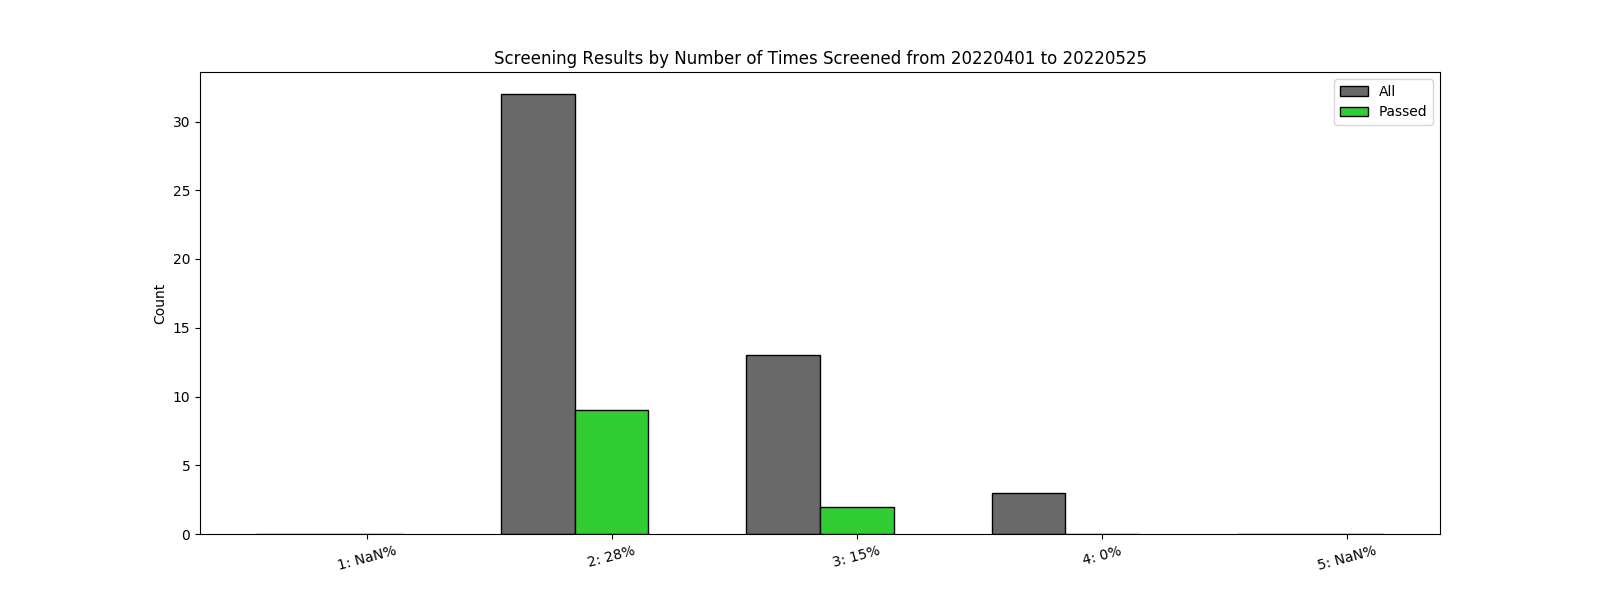 Screening Results by Number of Times Screened from 20220401 to 20220525
All
Passed
Count
30
25
20
15
10
5
0
1: NaN%
2: 28%
3: 15%
4: 0%
5: NaN%